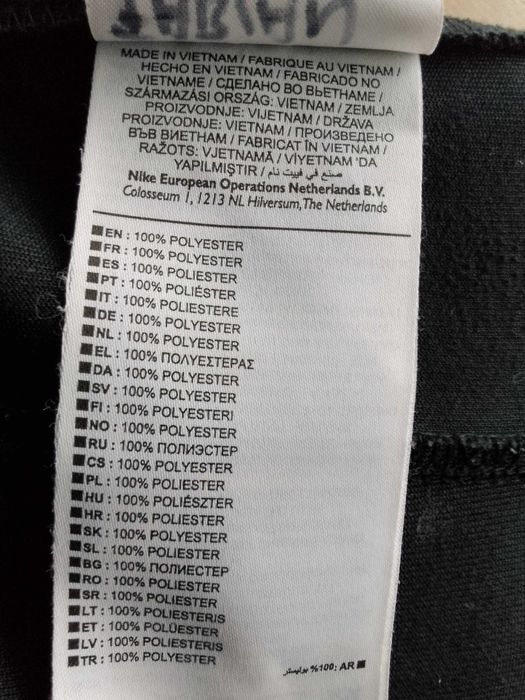 MADE IN VIETNAM / FABRIQUE AU VIETNAM /
HECHO EN VIETNAM / FABRICADO NO
VIETNAME / СДЕЛАНО ВО ВЬЕТНАМЕ /
SZÁRMAZÁSI ORSZÁG: VIETNAM / ZEMLJA
PROIZVODNJE: VIJETNAM / DRŽAVA
PROIZVODNJE: VIETNAM / ПРОИЗВЕДЕНО
ВЪВ ВИЕТНАМ / FABRICAT ÎN VIETNAM /
RAŽOTS: VJETNAMĀ / VİYETNAM 'DA
YAPILMIŞTIR / صنع في فييت نام
Nike European Operations Netherlands B.V.
Colosseum 1, 1213 NL Hilversum, The Netherlands
EN : 100% POLYESTER
FR : 100% POLYESTER
ES : 100% POLIESTER
PT : 100% POLIÉSTER
IT : 100% POLIESTERE
DE : 100% POLYESTER
NL : 100% POLYESTER
EL : 100% ΠΟΛΥΕΣΤΕΡΑΣ
DA : 100% POLYESTER
SV : 100% POLYESTER
FI : 100% POLYESTERI
NO : 100% POLYESTER
RU : 100% ПОЛИЭСТЕР
CS : 100% POLYESTER
PL : 100% POLIESTER
HU : 100% POLIÉSZTER
HR : 100% POLIESTER
SK : 100% POLYESTER
SL : 100% POLIESTER
BG : 100% ПОЛИЕСТЕР
RO : 100% POLIESTER
SR : 100% POLIESTER
LT : 100% POLIESTERIS
ET : 100% POLÜESTER
LV : 100% POLIESTERIS
TR : 100% POLYESTER
AR :100% بوليستر